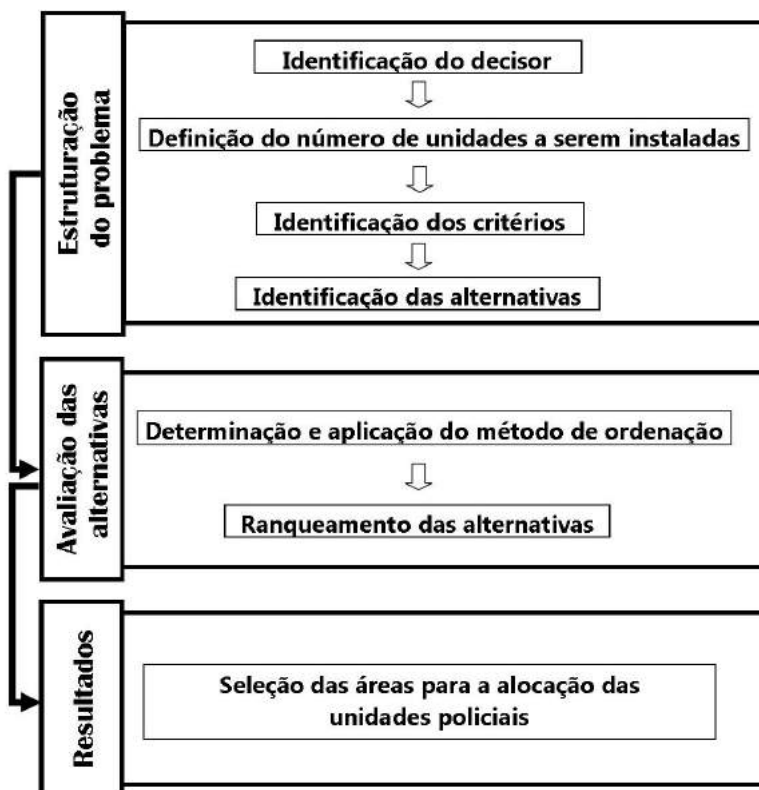 Estruturação
do problema
Identificação do decisor
Definição do número de unidades a serem instaladas
Identificação dos critérios
Identificação das alternativas
Avaliação das
alternativas
Determinação e aplicação do método de ordenação
Ranqueamento das alternativas
Resultados
Seleção das áreas para a alocação das
unidades policiais